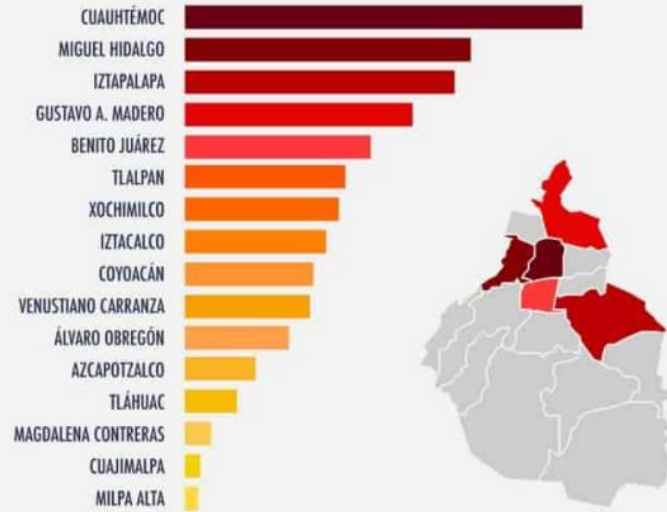 CUAUHTÉMOC
MIGUEL HIDALGO
IZTAPALAPA
GUSTAVO A. MADERO
BENITO JUÁREZ
TLALPAN
XOCHIMILCO
IZTACALCO
COYOACÁN
VENUSTIANO CARRANZA
ÁLVARO OBREGÓN
AZCAPOTZALCO
TLÁHUAC
MAGDALENA CONTRERAS
CUAJIMALPA
MILPA ALTA